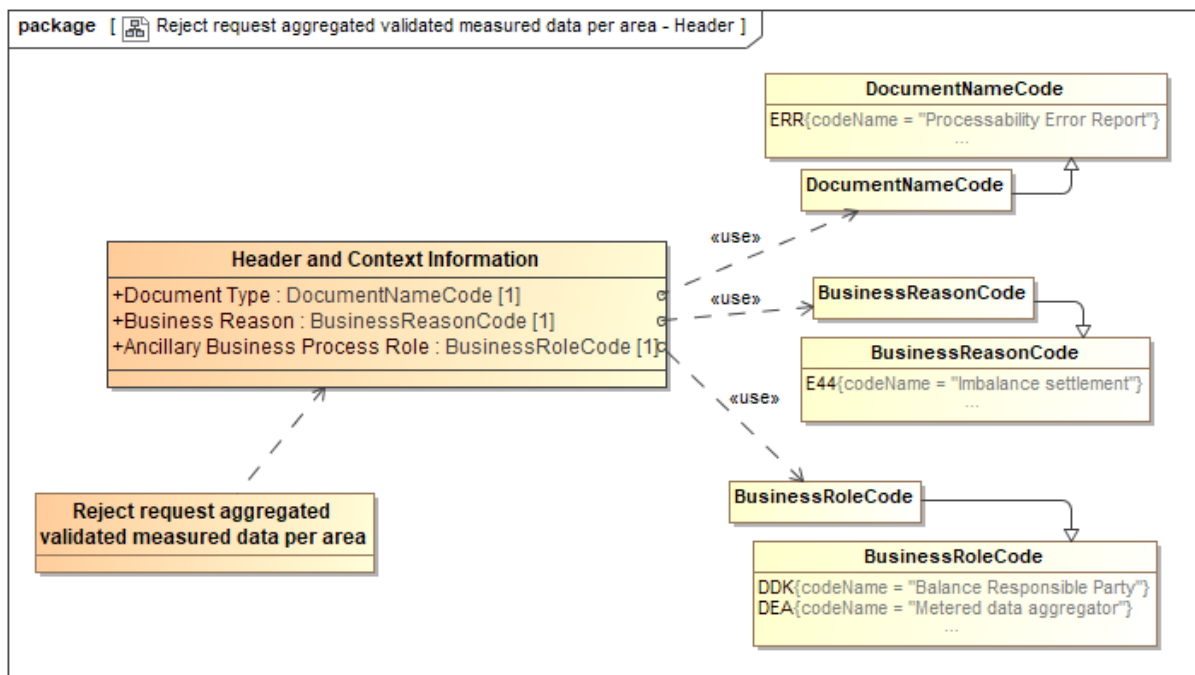 package [ Reject request aggregated validated measured data per area - Header ]
DocumentNameCode
ERR{codeName = "Processability Error Report"}
...
DocumentNameCode
«use»
Header and Context Information
+Document Type : DocumentNameCode [1]
+Business Reason : BusinessReasonCode [1]
+Ancillary Business Process Role : BusinessRoleCode [1]
«use»
BusinessReasonCode
BusinessReasonCode
E44{codeName = "Imbalance settlement"}
...
«use»
Reject request aggregated
validated measured data per area
BusinessRoleCode
BusinessRoleCode
DDK{codeName = "Balance Responsible Party"}
DEA{codeName = "Metered data aggregator"}
...